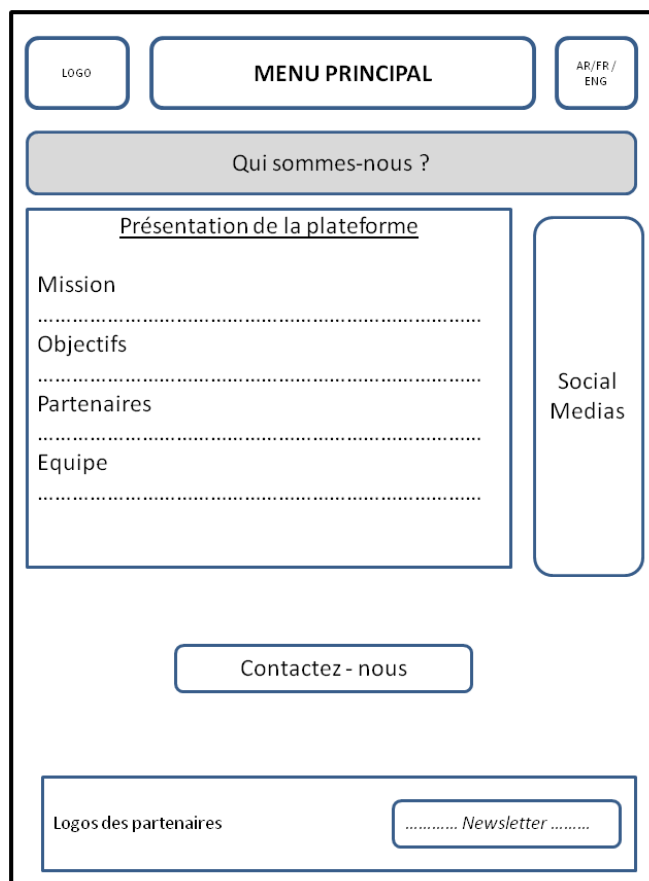 LOGO
MENU PRINCIPAL
AR/FR /
ENG
Qui sommes-nous ?
Présentation de la plateforme
Mission
……………………………………………………………………
Objectifs
……………………………………………………………………
Partenaires
……………………………………………………………………
Equipe
……………………………………………………………………
Social
Medias
Contactez - nous
Logos des partenaires
………… Newsletter ………